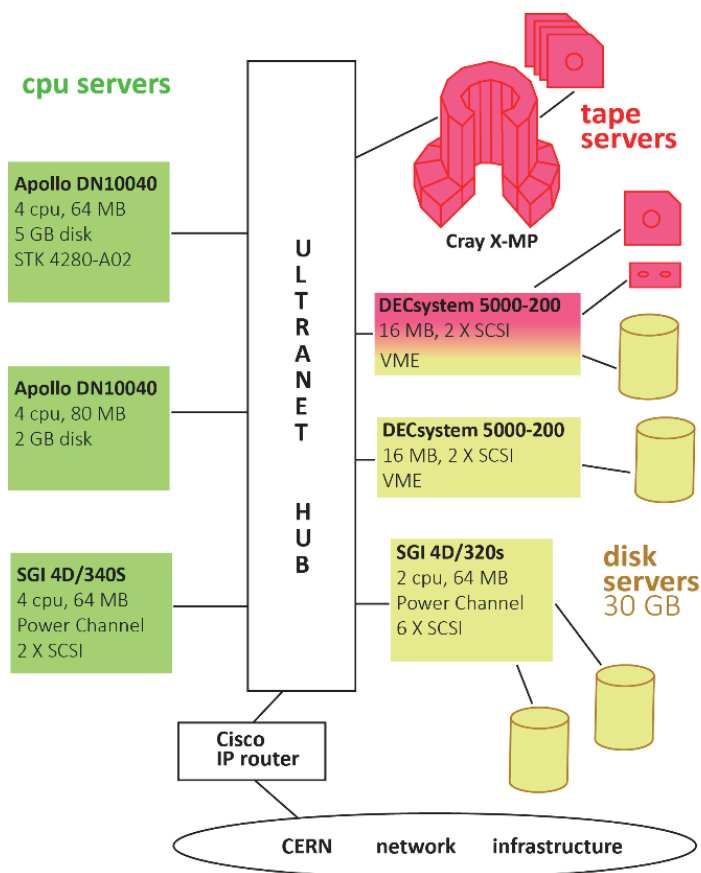 cpu servers
Apollo DN10040
4 cpu, 64 MB
5 GB disk
STK 4280-A02
Apollo DN10040
4 cpu, 80 MB
2 GB disk
SGI 4D/340S
4 cpu, 64 MB
Power Channel
2 X SCSI
ULTRANET HUB
tape
servers
Cray X-MP
DECsystem 5000-200
16 MB, 2 X SCSI
VME
DECsystem 5000-200
16 MB, 2 X SCSI
VME
SGI 4D/320s
2 cpu, 64 MB
Power Channel
6 X SCSI
disk
servers
30 GB
Cisco
IP router
CERN network infrastructure